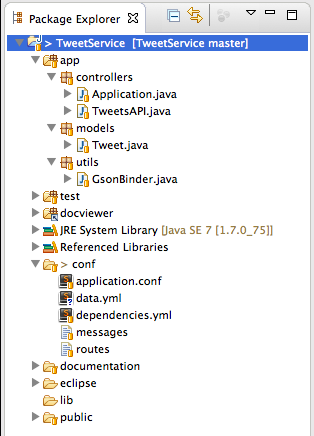 Package Explorer
> TweetService [TweetService master]
app
controllers
Application.java
TweetsAPI.java
models
Tweet.java
utils
GsonBinder.java
test
docviewer
JRE System Library [Java SE 7 [1.7.0_75]]
Referenced Libraries
> conf
application.conf
data.yml
dependencies.yml
messages
routes
documentation
eclipse
lib
public